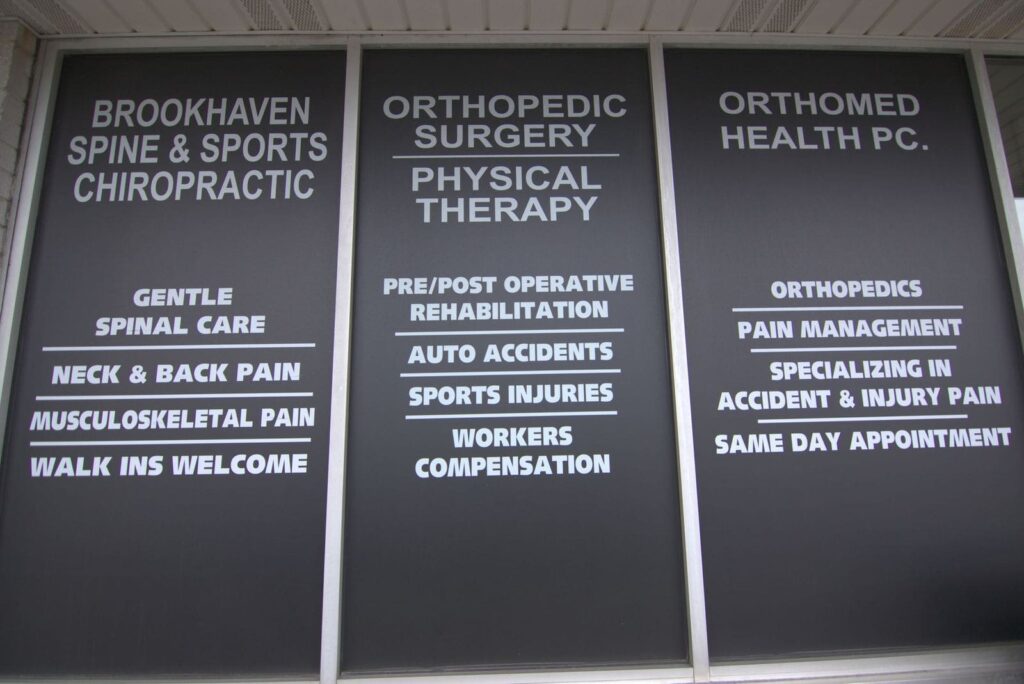 BROOKHAVEN
SPINE & SPORTS
CHIROPRACTIC
GENTLE
SPINAL CARE
NECK & BACK PAIN
MUSCULOSKELETAL PAIN
WALK INS WELCOME
ORTHOPEDIC
SURGERY
PHYSICAL
THERAPY
PRE/POST OPERATIVE
REHABILITATION
AUTO ACCIDENTS
SPORTS INJURIES
WORKERS
COMPENSATION
ORTHOMED
HEALTH PC.
ORTHOPEDICS
PAIN MANAGEMENT
SPECIALIZING IN
ACCIDENT & INJURY PAIN
SAME DAY APPOINTMENT